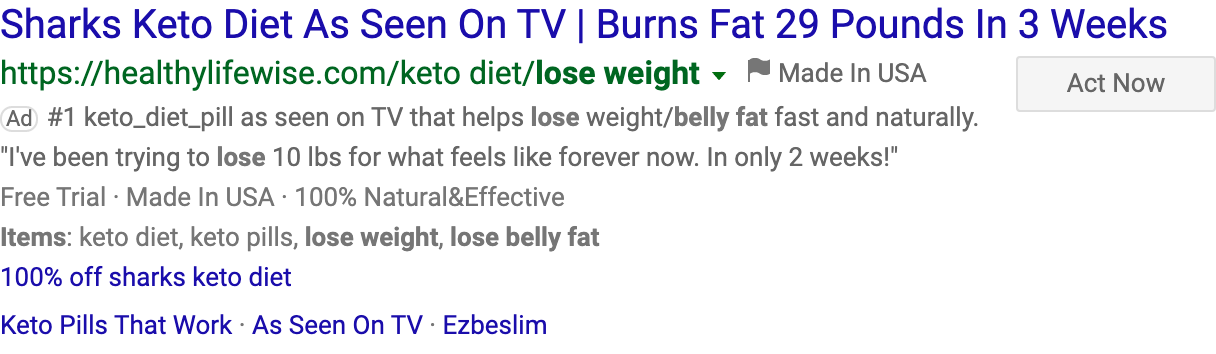 Sharks Keto Diet As Seen On TV | Burns Fat 29 Pounds In 3 Weeks
https://healthylifewise.com/keto diet/lose weight Made In USA
Act Now
Ad #1 keto_diet_pill as seen on TV that helps lose weight/belly fat fast and naturally.
"I've been trying to lose 10 lbs for what feels like forever now. In only 2 weeks!"
Free Trial · Made In USA · 100% Natural&Effective
Items: keto diet, keto pills, lose weight, lose belly fat
100% off sharks keto diet
Keto Pills That Work · As Seen On TV · Ezbeslim